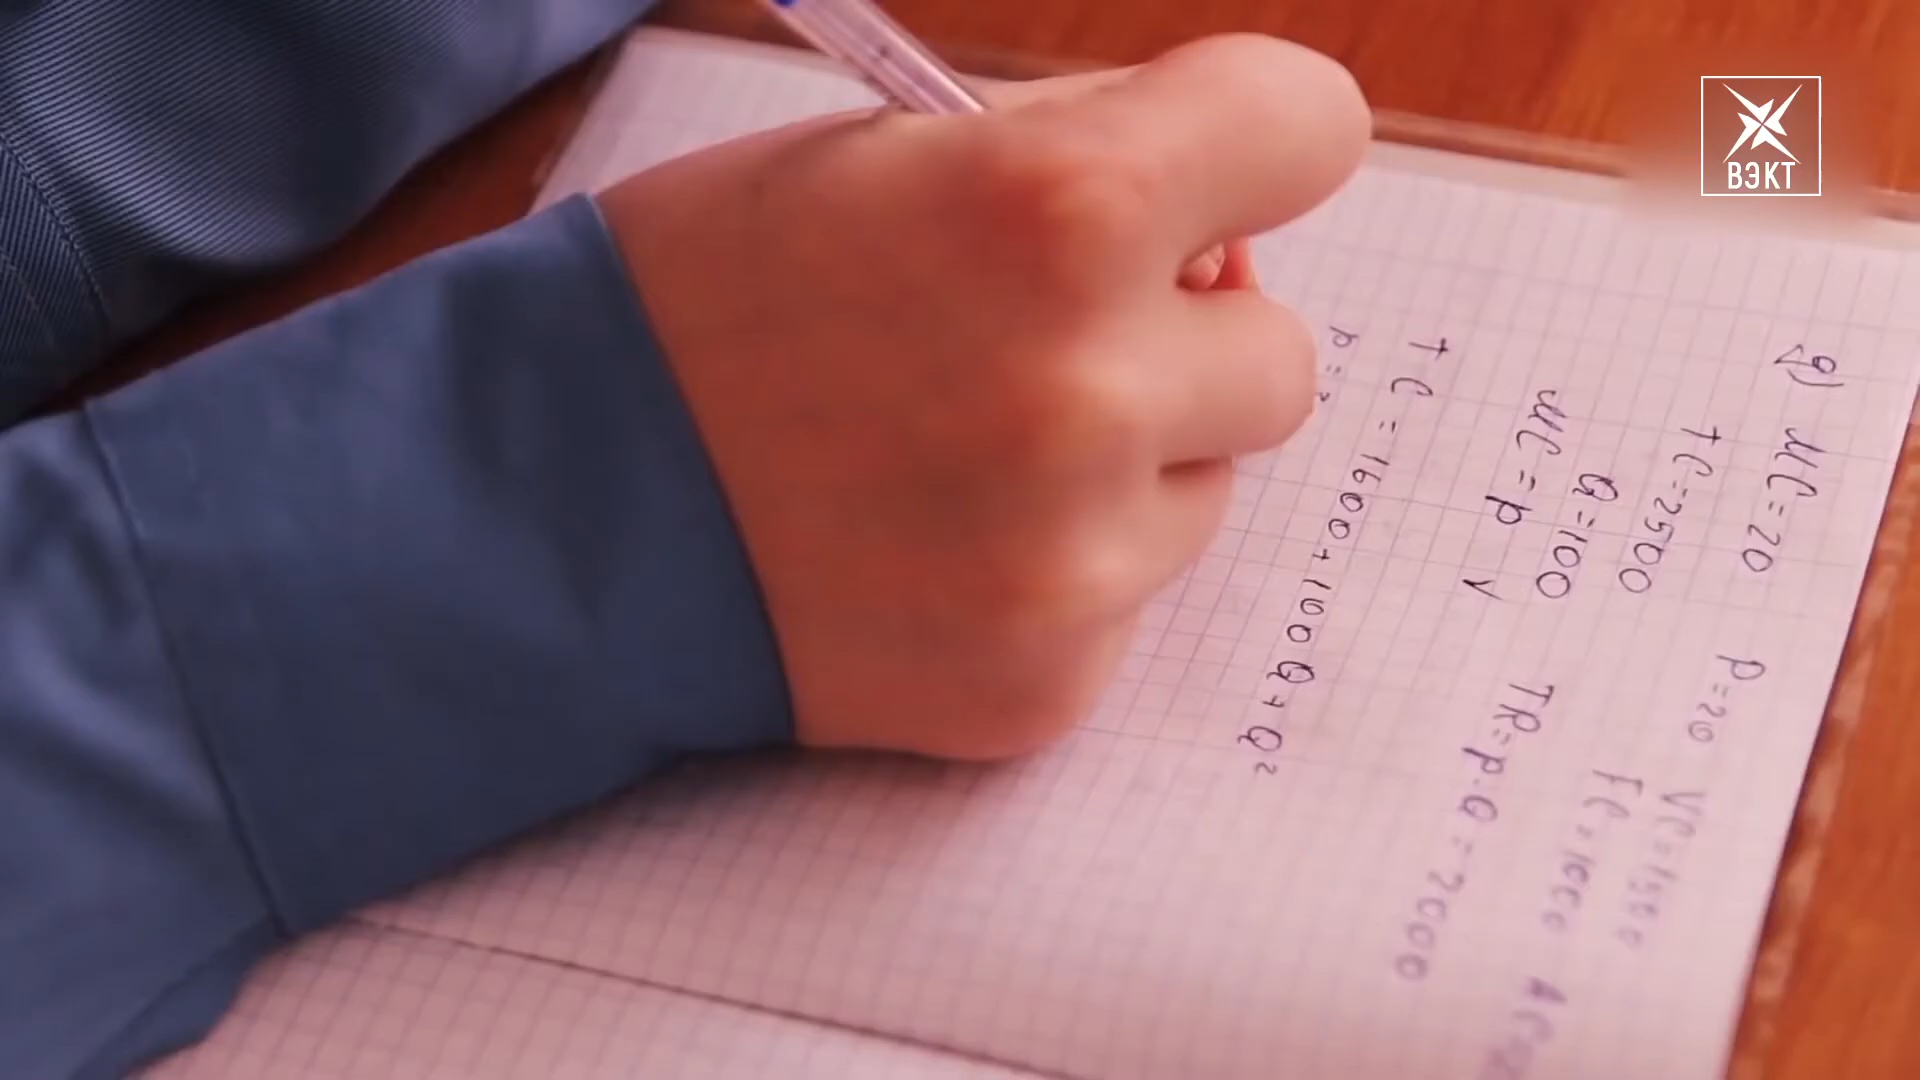 ВЭКТ
9) MC = 20 P = 20 VC = 1500
TC = 2500 FC = 1000
Q = 100
MC = p V TR = p · Q = 2000
TC = 1600 + 100Q + Q²
p =